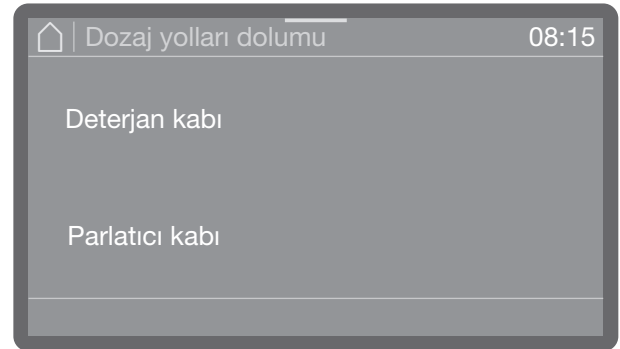 Dozaj yolları dolumu 08:15
Deterjan kabı
Parlatıcı kabı